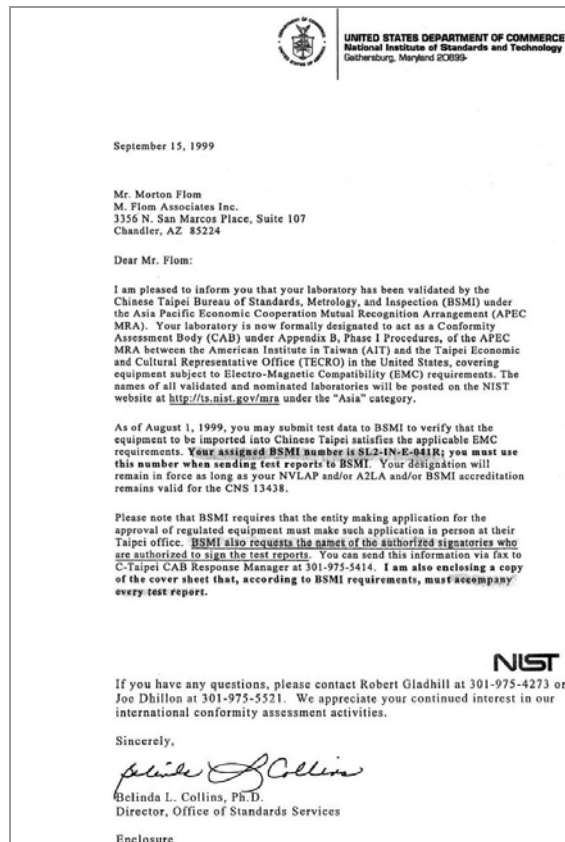 UNITED STATES DEPARTMENT OF COMMERCE
National Institute of Standards and Technology
Gaithersburg, Maryland 20899-
September 15, 1999
Mr. Morton Flom
M. Flom Associates Inc.
3356 N. San Marcos Place, Suite 107
Chandler, AZ 85224
Dear Mr. Flom:
I am pleased to inform you that your laboratory has been validated by the
Chinese Taipei Bureau of Standards, Metrology, and Inspection (BSMI) under
the Asia Pacific Economic Cooperation Mutual Recognition Arrangement (APEC
MRA). Your laboratory is now formally designated to act as a Conformity
Assessment Body (CAB) under Appendix B, Phase I Procedures, of the APEC
MRA between the American Institute in Taiwan (AIT) and the Taipei Economic
and Cultural Representative Office (TECRO) in the United States, covering
equipment subject to Electro-Magnetic Compatibility (EMC) requirements. The
names of all validated and nominated laboratories will be posted on the NIST
website at http://ts.nist.gov/mra under the "Asia" category.
As of August 1, 1999, you may submit test data to BSMI to verify that the
equipment to be imported into Chinese Taipei satisfies the applicable EMC
requirements. Your assigned BSMI number is SL2-IN-E-041R; you must use
this number when sending test reports to BSMI. Your designation will
remain in force as long as your NVLAP and/or A2LA and/or BSMI accreditation
remains valid for the CNS 13438.
Please note that BSMI requires that the entity making application for the
approval of regulated equipment must make such application in person at their
Taipei office. BSMI also requests the names of the authorized signatories who
are authorized to sign the test reports. You can send this information via fax to
C-Taipei CAB Response Manager at 301-975-5414. I am also enclosing a copy
of the cover sheet that, according to BSMI requirements, must accompany
every test report.
NIST
If you have any questions, please contact Robert Gladhill at 301-975-4273 or
Joe Dhillon at 301-975-5521. We appreciate your continued interest in our
international conformity assessment activities.
Sincerely,
Belinda L Collins
Belinda L. Collins, Ph.D.
Director, Office of Standards Services
Enclosure